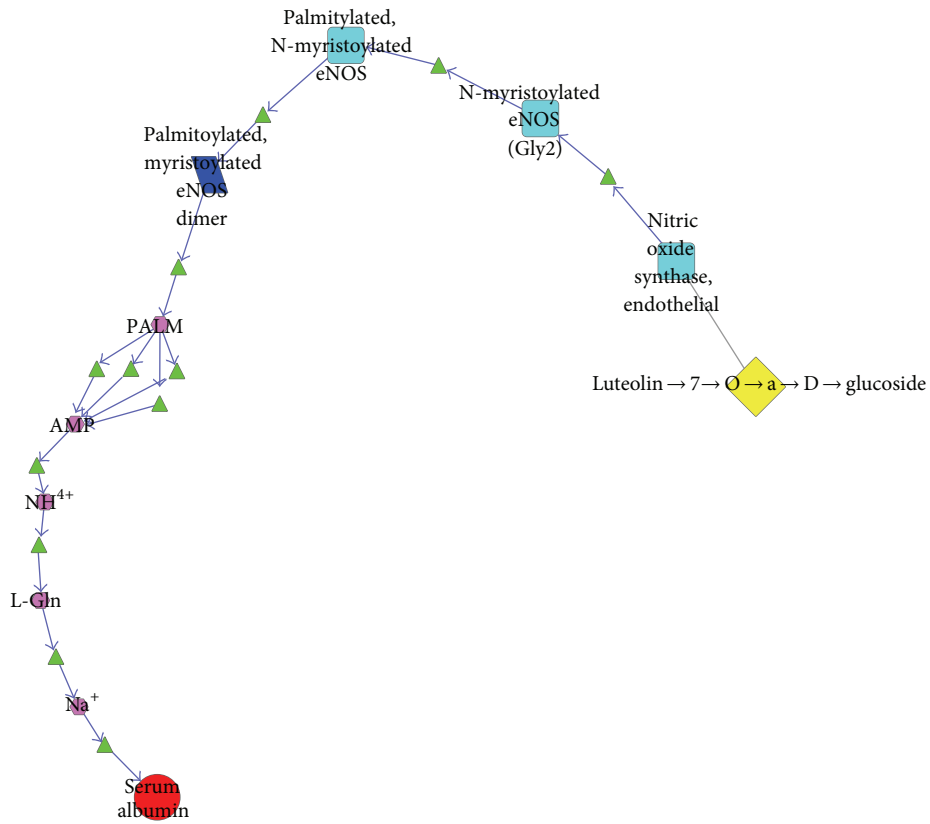 Palmitylated,
N-myristoylated
eNOS
N-myristoylated
eNOS
(Gly2)
Palmitoylated,
myristoylated
eNOS
dimer
Nitric
oxide
synthase,
endothelial
PALM
Luteolin → 7 → O → a → D → glucoside
AMP
NH⁴⁺
L-Gln
Na⁺
Serum
albumin